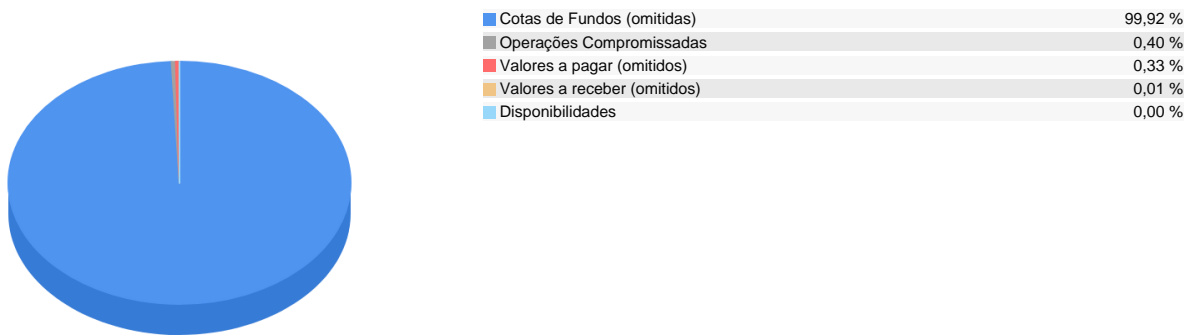 Cotas de Fundos (omitidas) 99,92 %
Operações Compromissadas 0,40 %
Valores a pagar (omitidos) 0,33 %
Valores a receber (omitidos) 0,01 %
Disponibilidades 0,00 %